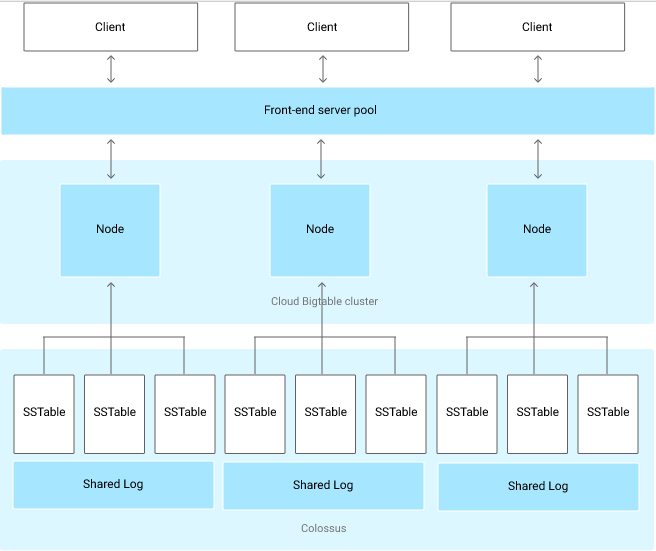 Client
Client
Client
Front-end server pool
Node
Node
Node
Cloud Bigtable cluster
SSTable
SSTable
SSTable
SSTable
SSTable
SSTable
SSTable
SSTable
SSTable
Shared Log
Shared Log
Shared Log
Colossus